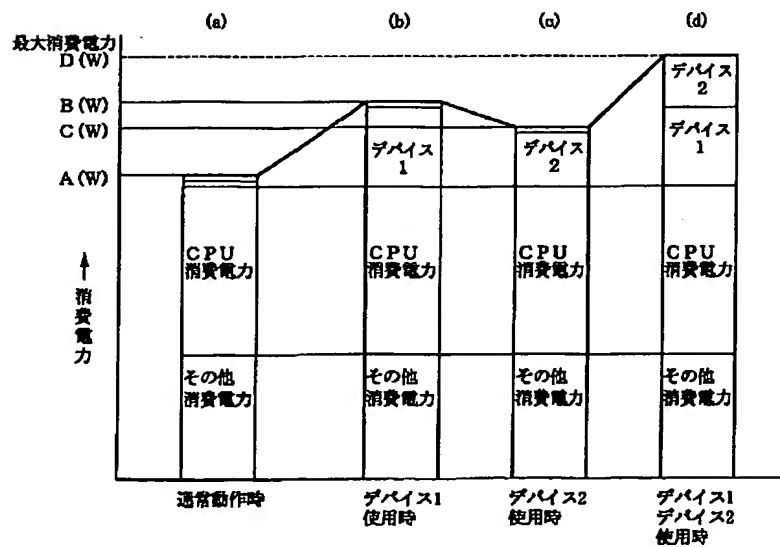 (a) (b) (c) (d)
最大消費電力
D(W)
B(W)
C(W)
A(W)
消費電力
デバイス
1
デバイス
2
デバイス
2
デバイス
1
CPU
消費電力
CPU
消費電力
CPU
消費電力
CPU
消費電力
その他
消費電力
その他
消費電力
その他
消費電力
その他
消費電力
通常動作時
デバイス1
使用時
デバイス2
使用時
デバイス1
デバイス2
使用時